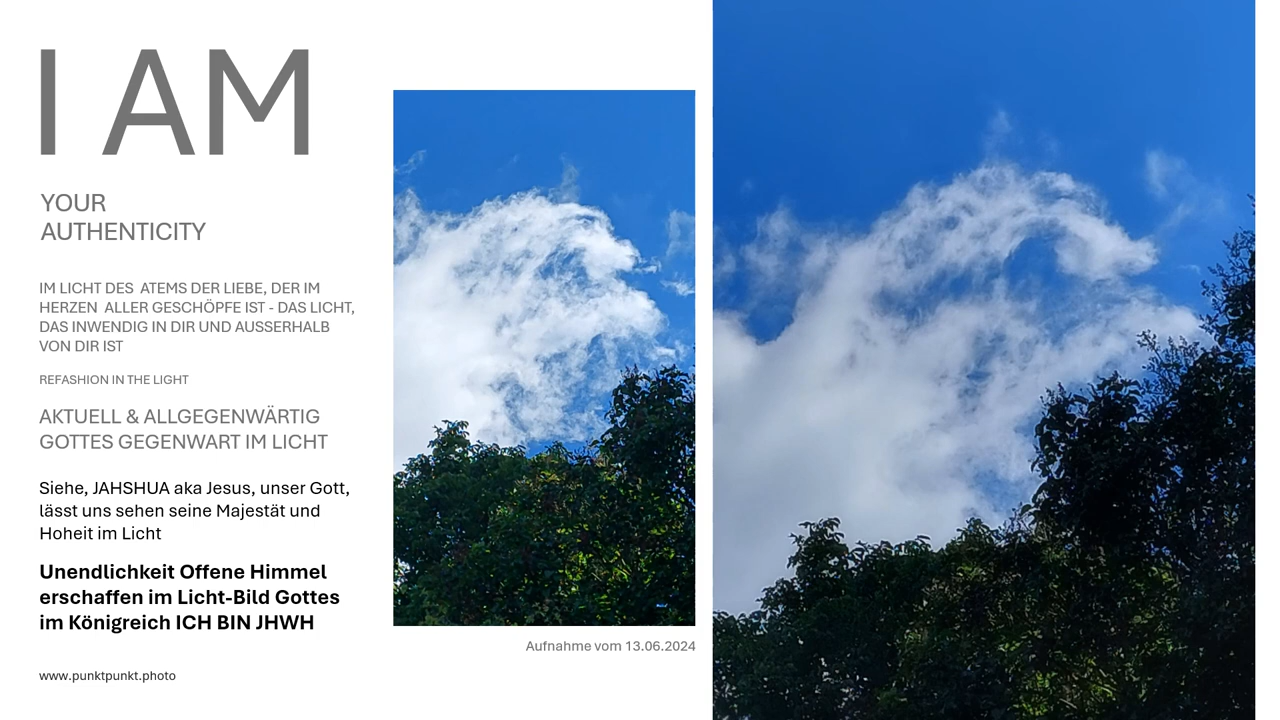 I AM
YOUR
AUTHENTICITY
IM LICHT DES ATEMS DER LIEBE, DER IM
HERZEN ALLER GESCHÖPFE IST - DAS LICHT,
DAS INWENDIG IN DIR UND AUSSERHALB
VON DIR IST
REFASHION IN THE LIGHT
AKTUELL & ALLGEGENWÄRTIG
GOTTES GEGENWART IM LICHT
Siehe, JAHSHUA aka Jesus, unser Gott,
lässt uns sehen seine Majestät und
Hoheit im Licht
Unendlichkeit Offene Himmel
erschaffen im Licht-Bild Gottes
im Königreich ICH BIN JHWH
www.punktpunkt.photo
Aufnahme vom 13.06.2024